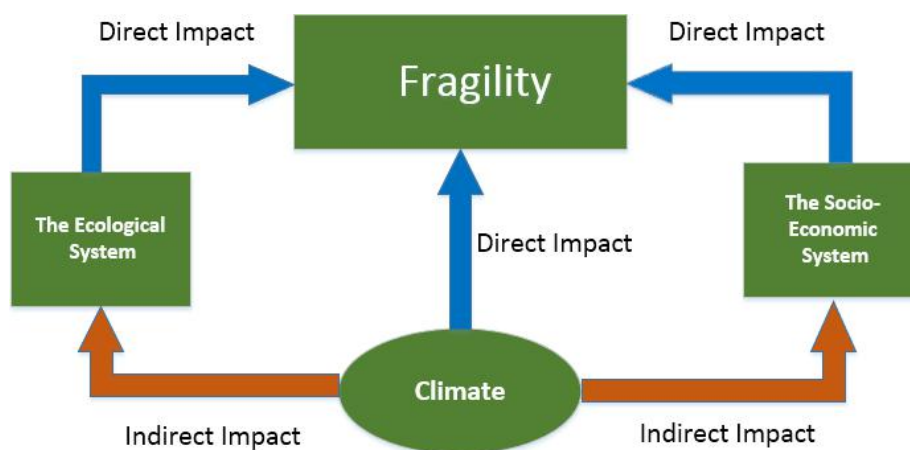 Direct Impact
Direct Impact
Fragility
The Ecological
System
The Socio-
Economic
System
Direct Impact
Climate
Indirect Impact
Indirect Impact